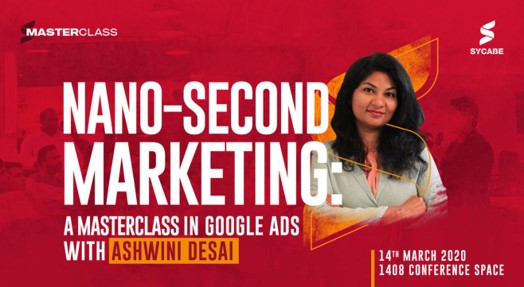 MASTERCLASS
SYCABE
NANO-SECOND
MARKETING:
A MASTERCLASS IN GOOGLE ADS
WITH ASHWINI DESAI
14TH MARCH 2020
1408 CONFERENCE SPACE